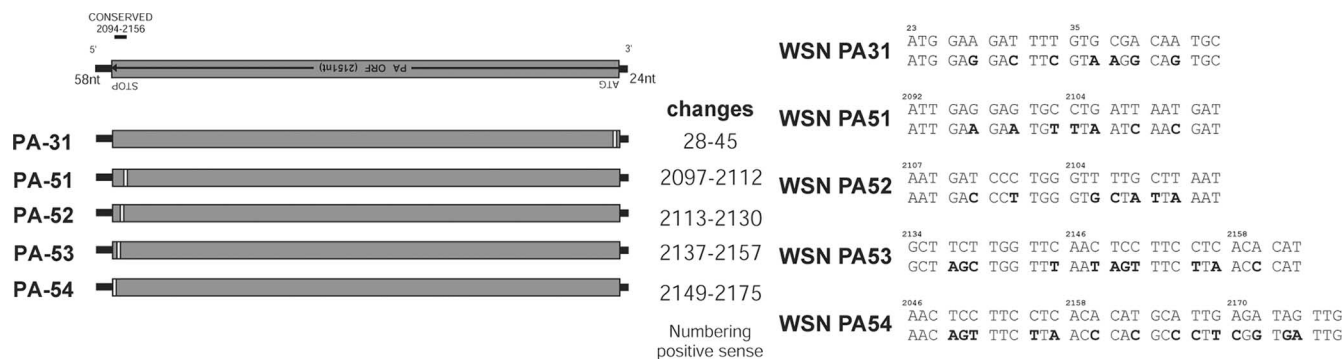 CONSERVED
2094-2156
5'
3'
PA ORF (2151nt)
58nt
STOP
ATG
24nt
changes
PA-31
28-45
PA-51
2097-2112
PA-52
2113-2130
PA-53
2137-2157
PA-54
2149-2175
Numbering
positive sense
23 35
WSN PA31
ATG GAA GAT TTT GTG CGA CAA TGC
ATG GAG GAC TTC GTA AGG CAG TGC
2092 2104
WSN PA51
ATT GAG GAG TGC CTG ATT AAT GAT
ATT GAA GAA TGT TTA ATC AAC GAT
2107 2104
WSN PA52
AAT GAT CCC TGG GTT TTG CTT AAT
AAT GAC CCT TGG GTG CTA TTA AAT
2134 2146 2158
WSN PA53
GCT TCT TGG TTC AAC TCC TTC CTC ACA CAT
GCT AGC TGG TTT AAT AGT TTC TTA ACC CAT
2046 2158 2170
WSN PA54
AAC TCC TTC CTC ACA CAT GCA TTG AGA TAG TTG
AAC AGT TTC TTA ACC CAC GCC CTT CGG TGA TTG